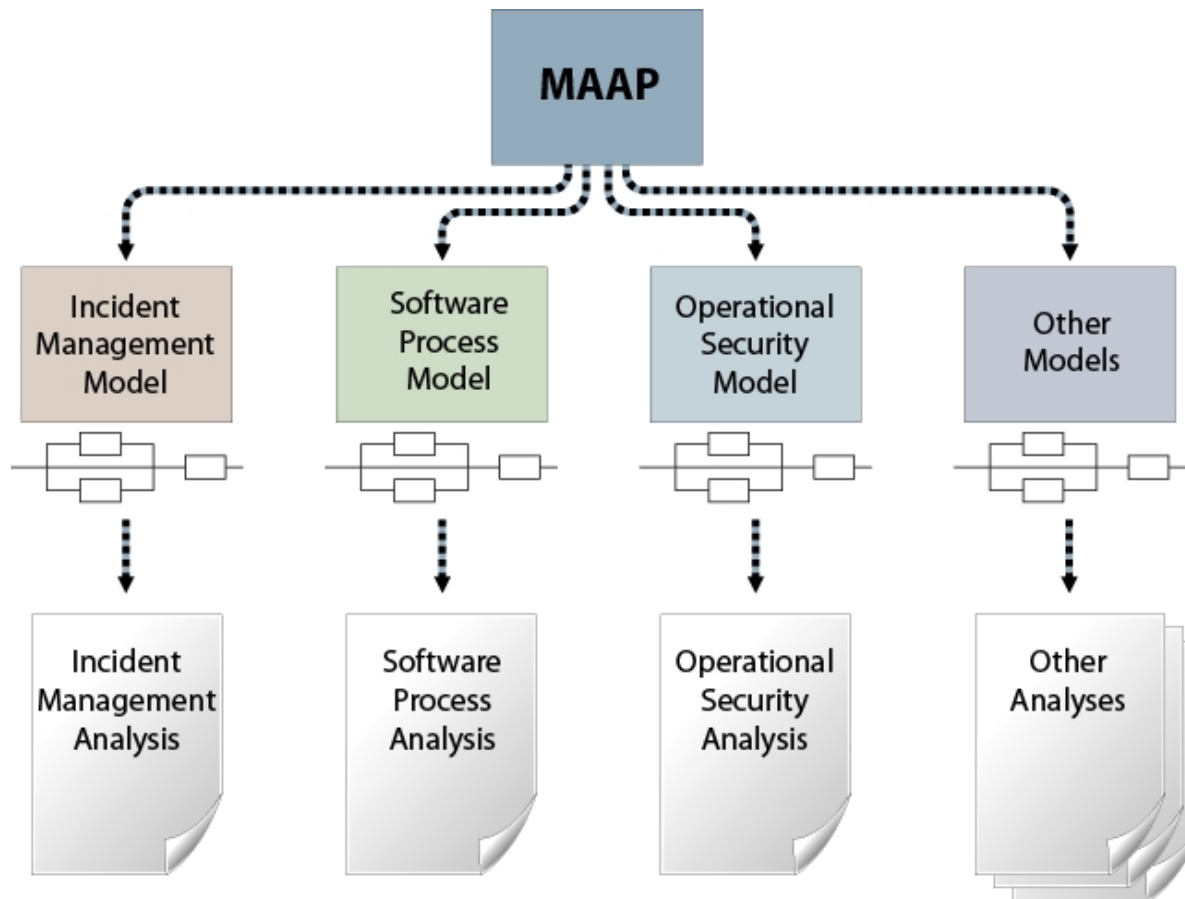 MAAP
Incident
Management
Model
Software
Process
Model
Operational
Security
Model
Other
Models
Incident
Management
Analysis
Software
Process
Analysis
Operational
Security
Analysis
Other
Analyses